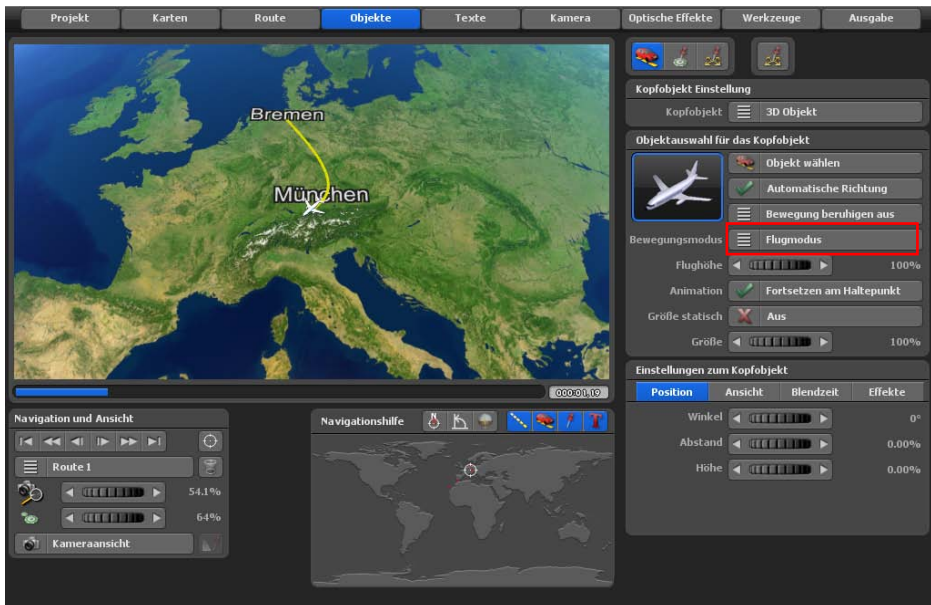 Projekt Karten Route Objekte Texte Kamera Optische Effekte Werkzeuge Ausgabe
Bremen
München
000:01,19
Kopfobjekt Einstellung
Kopfobjekt 3D Objekt
Objektauswahl für das Kopfobjekt
Objekt wählen
Automatische Richtung
Bewegung beruhigen aus
Bewegungsmodus Flugmodus
Flughöhe 100%
Animation Fortsetzen am Haltepunkt
Größe statisch Aus
Größe 100%
Einstellungen zum Kopfobjekt
Position Ansicht Blendzeit Effekte
Winkel 0°
Abstand 0.00%
Höhe 0.00%
Navigation und Ansicht
Route 1
54.1%
64%
Kameraansicht
Navigationshilfe